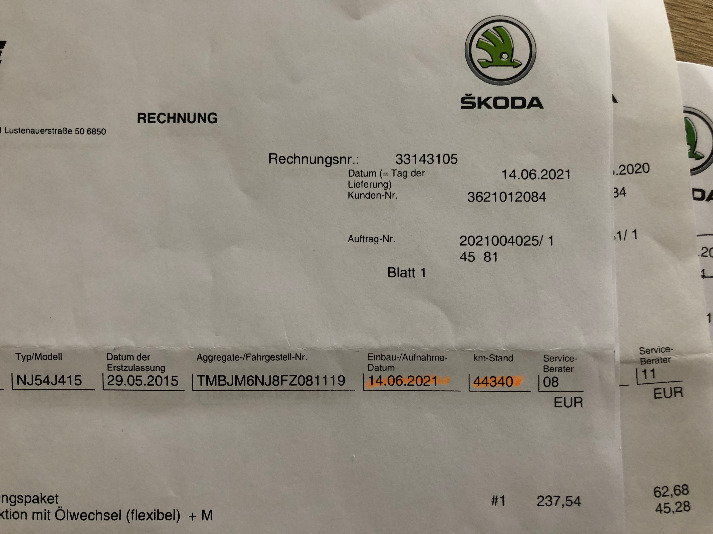 ŠKODA
RECHNUNG
Lustenauerstraße 50 6850
Rechnungsnr.: 33143105
Datum (= Tag der Lieferung) 14.06.2021
Kunden-Nr. 3621012084
Auftrag-Nr. 2021004025/ 1
45 81
Blatt 1
Typ/Modell Datum der Erstzulassung Aggregate-/Fahrgestell-Nr. Einbau-/Aufnahme-Datum km-Stand Service-Berater
NJ54J415 29.05.2015 TMBJM6NJ8FZ081119 14.06.2021 44340 08
EUR
ngspaket #1 237,54
ktion mit Ölwechsel (flexibel) + M
.2020
34
1/ 1
Service-
Berater
11
EUR
62,68
45,28